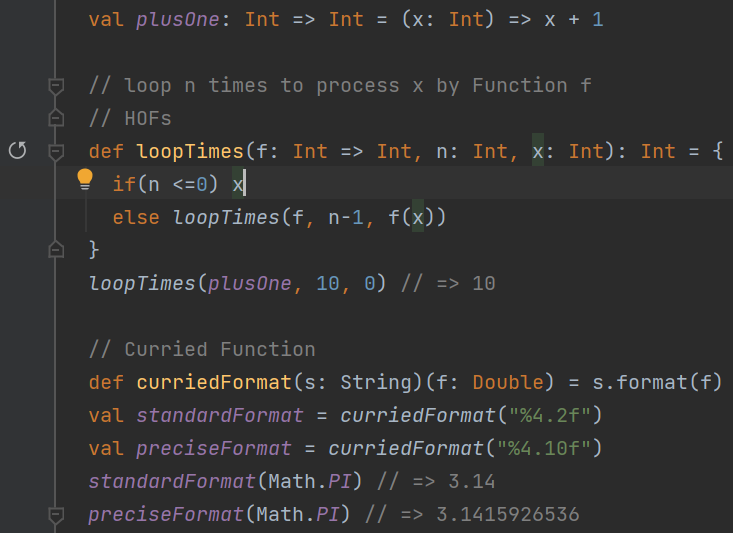 val plusOne: Int => Int = (x: Int) => x + 1
// loop n times to process x by Function f
// HOFs
def loopTimes(f: Int => Int, n: Int, x: Int): Int = {
if(n <=0) x
else loopTimes(f, n-1, f(x))
}
loopTimes(plusOne, 10, 0) // => 10
// Curried Function
def curriedFormat(s: String)(f: Double) = s.format(f)
val standardFormat = curriedFormat("%4.2f")
val preciseFormat = curriedFormat("%4.10f")
standardFormat(Math.PI) // => 3.14
preciseFormat(Math.PI) // => 3.1415926536